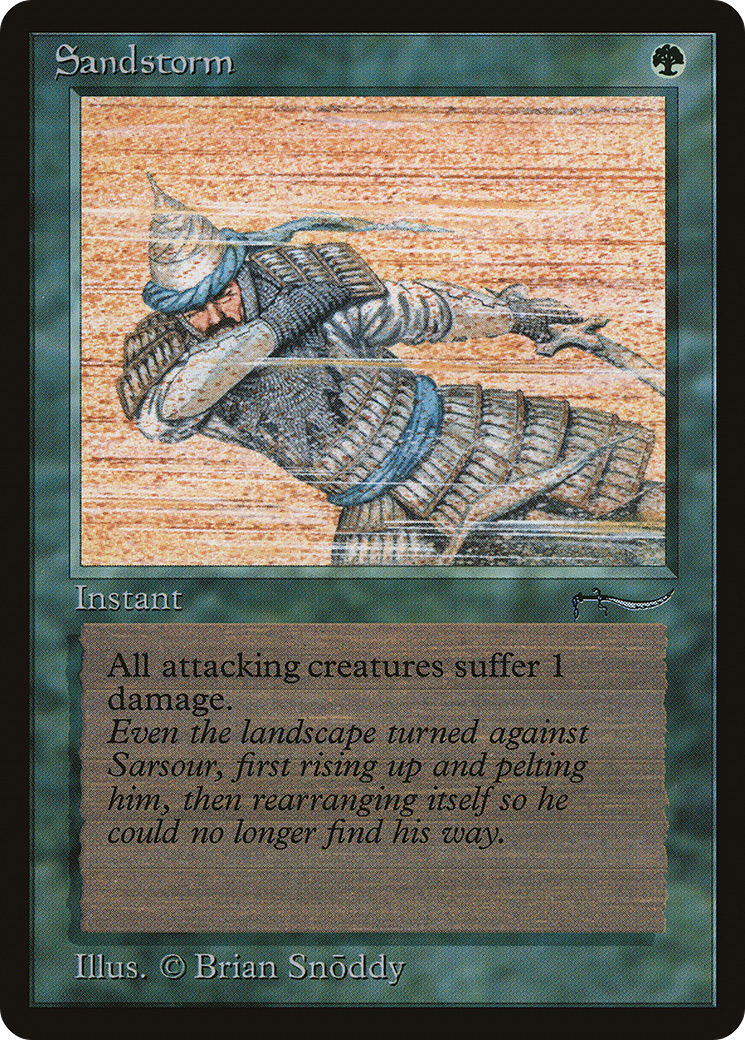 Sandstorm
Instant
All attacking creatures suffer 1
damage.
Even the landscape turned against
Sarsour, first rising up and pelting
him, then rearranging itself so he
could no longer find his way.
Illus. © Brian Snōddy